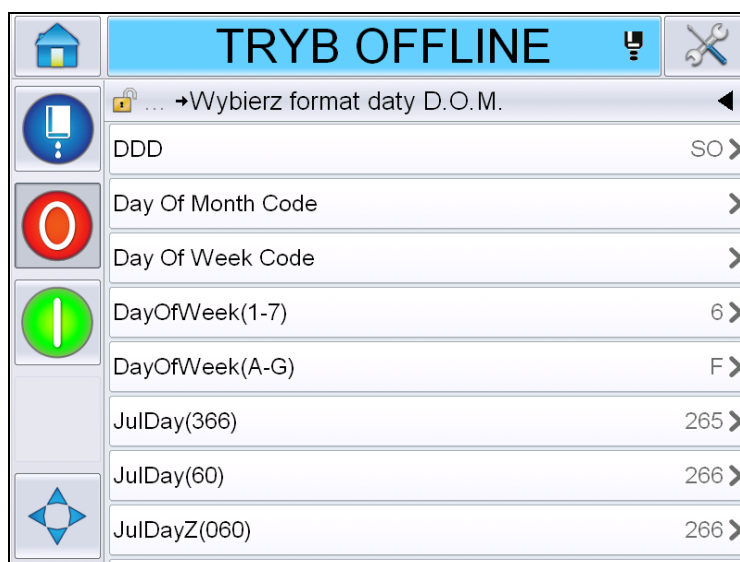 TRYB OFFLINE
... →Wybierz format daty D.O.M.
DDD SO
Day Of Month Code
Day Of Week Code
DayOfWeek(1-7) 6
DayOfWeek(A-G) F
JulDay(366) 265
JulDay(60) 266
JulDayZ(060) 266